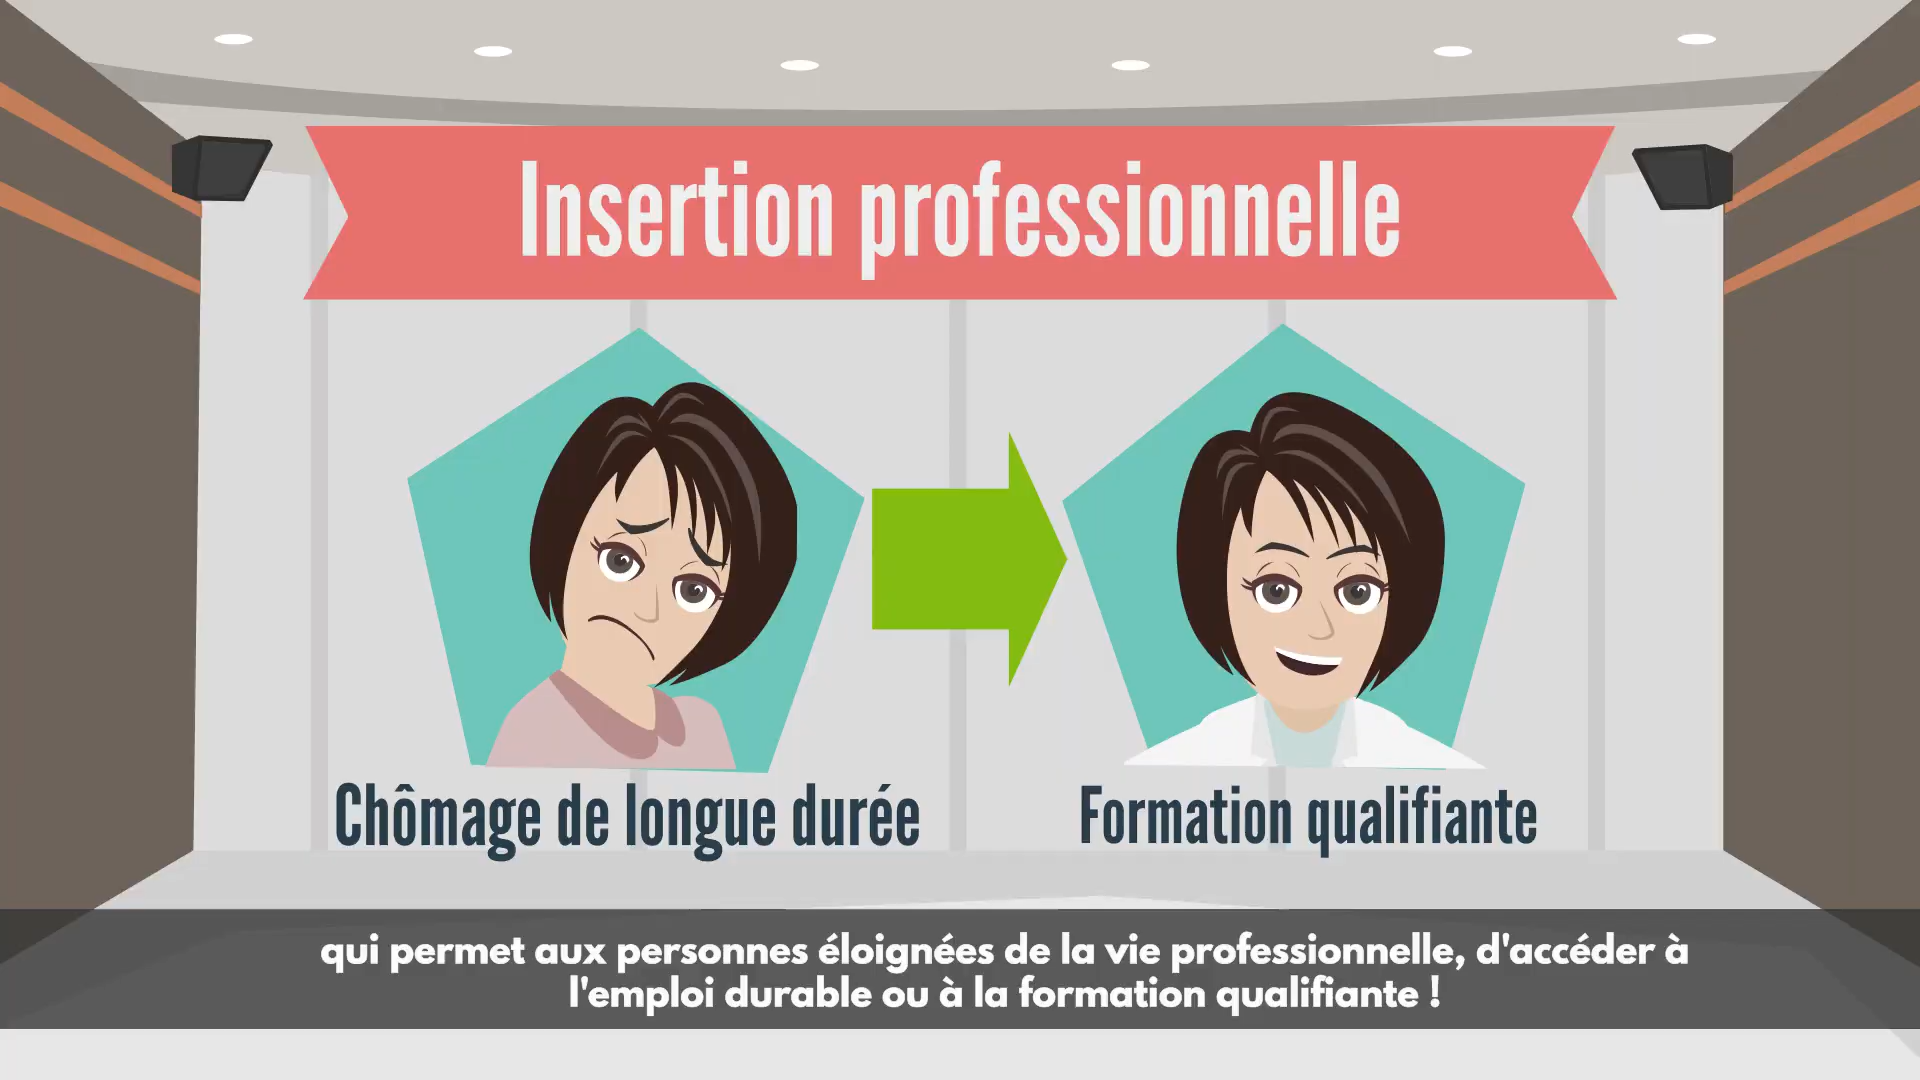 Insertion professionnelle
Chômage de longue durée
Formation qualifiante
qui permet aux personnes éloignées de la vie professionnelle, d'accéder à
l'emploi durable ou à la formation qualifiante !